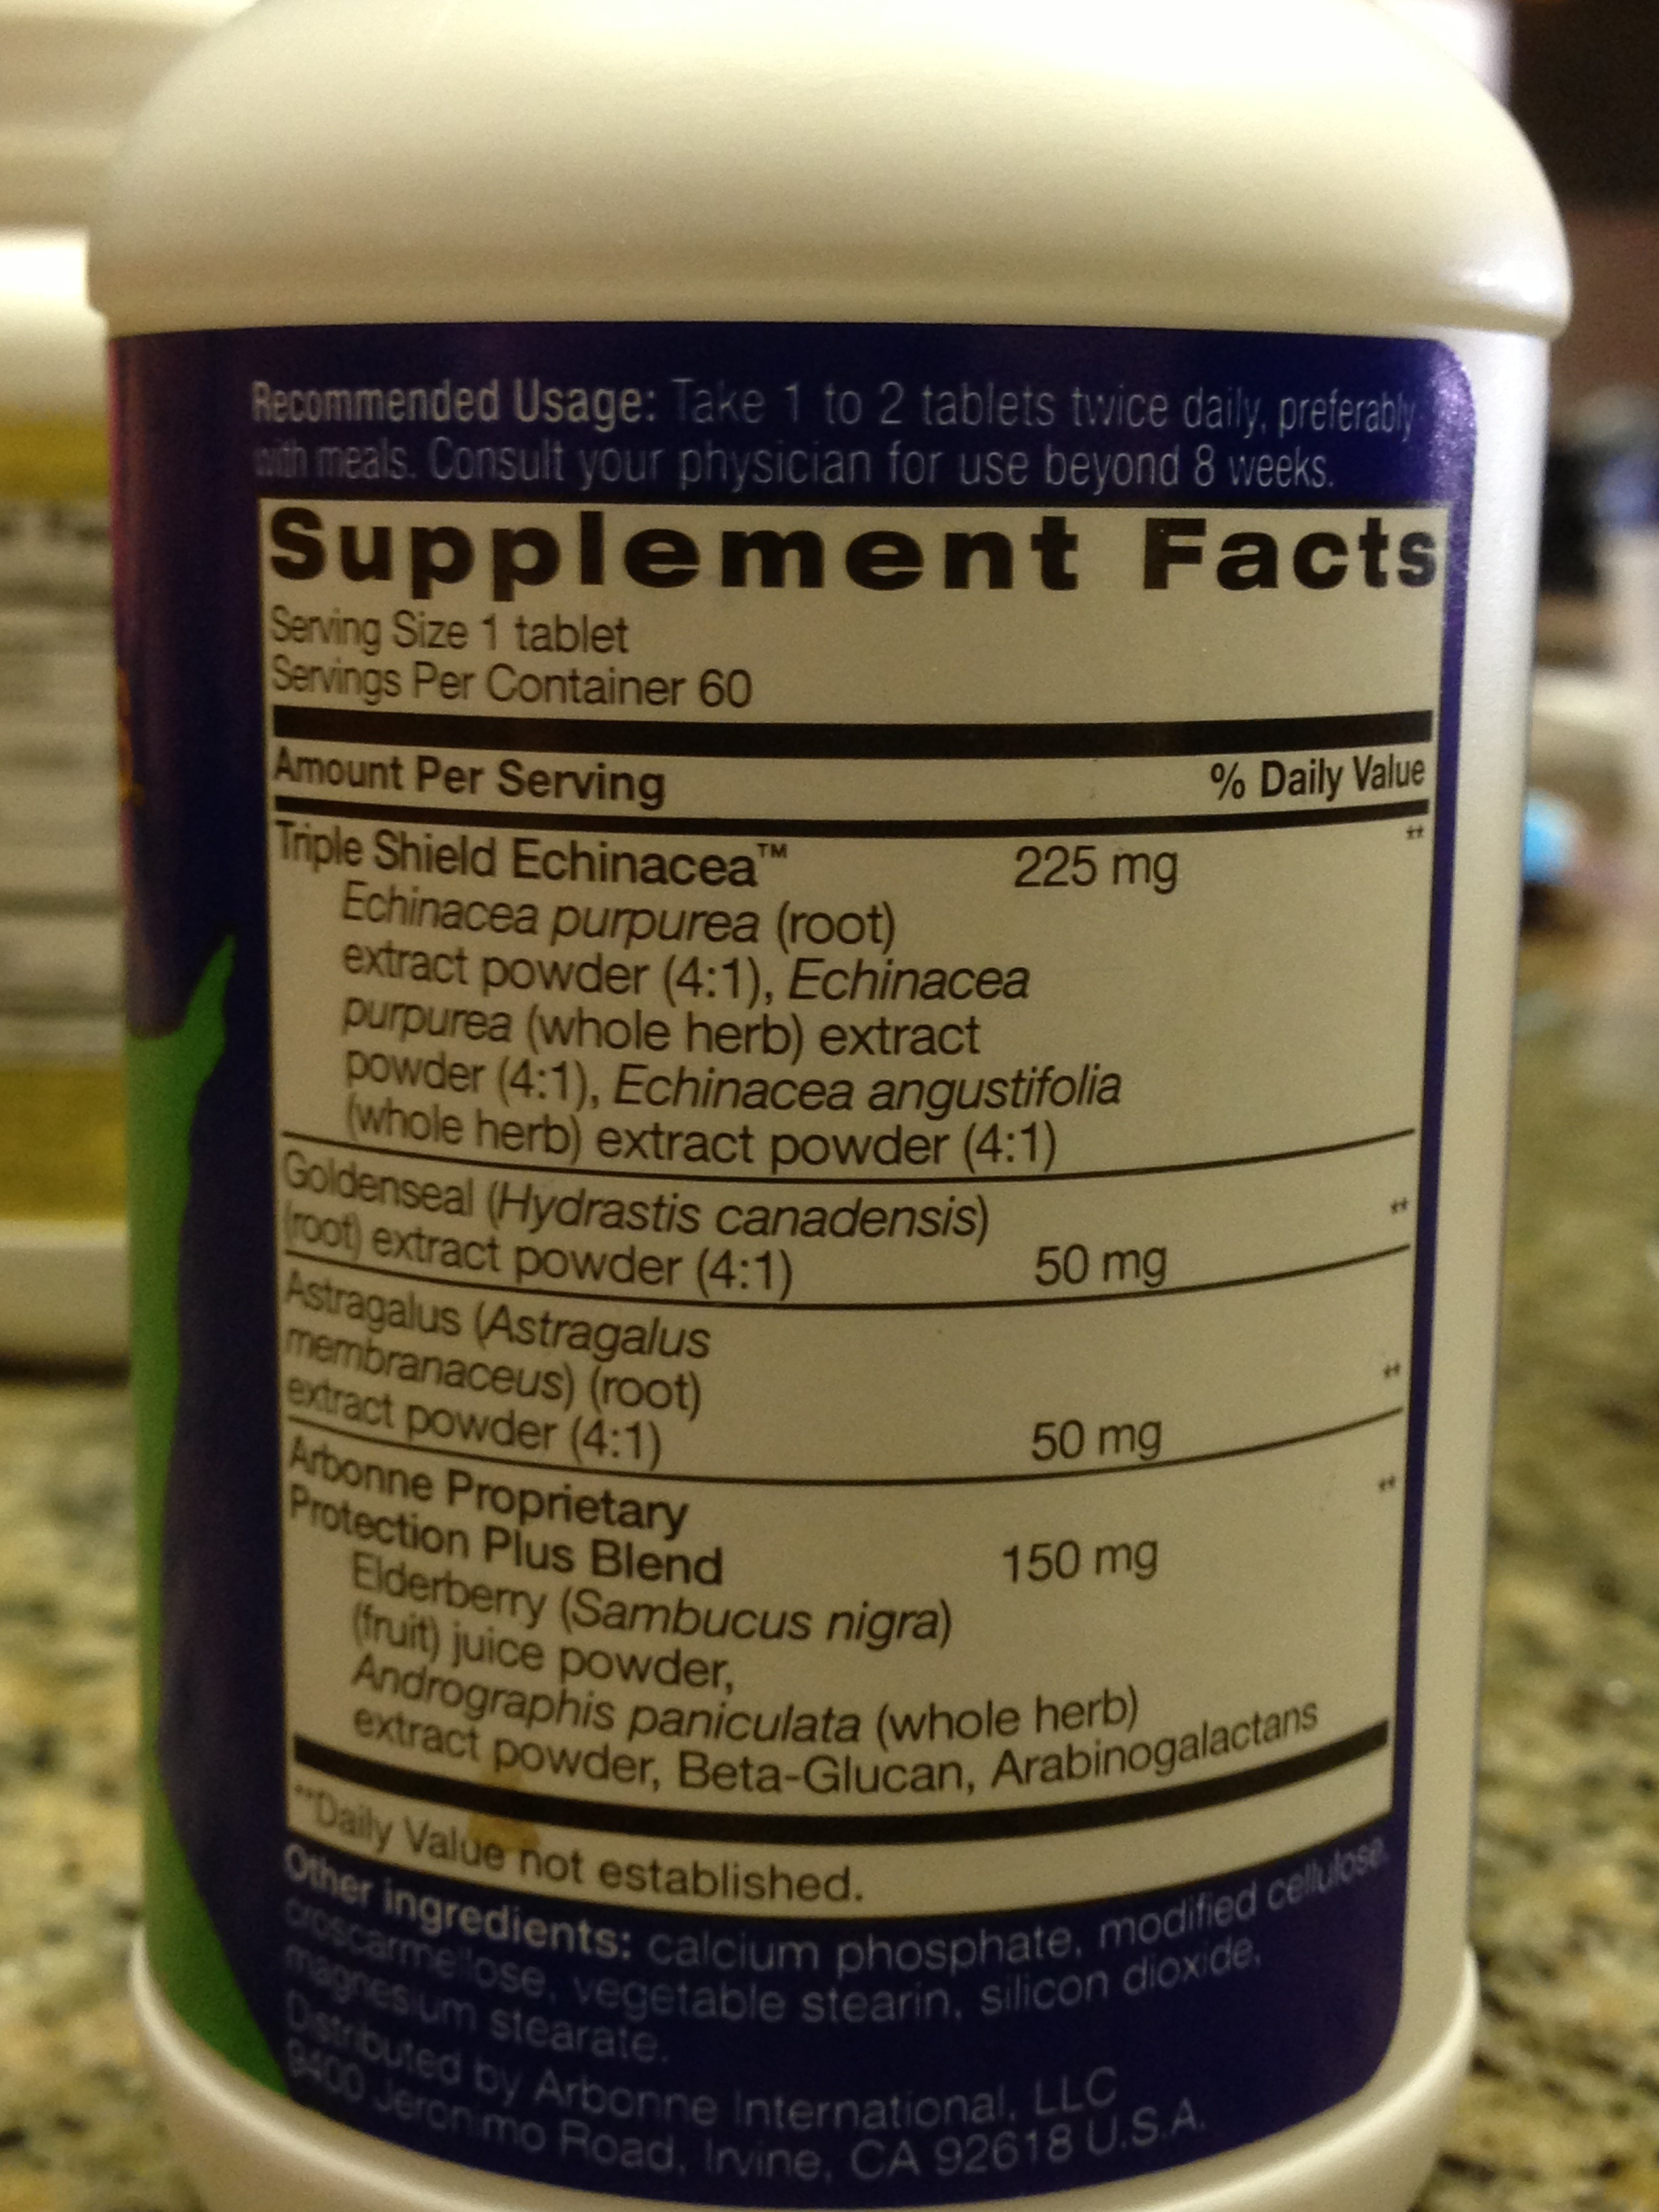 Recommended Usage: Take 1 to 2 tablets twice daily, preferably
with meals. Consult your physician for use beyond 8 weeks.
Supplement Facts
Serving Size 1 tablet
Servings Per Container 60
Amount Per Serving % Daily Value
Triple Shield Echinacea™ 225 mg **
Echinacea purpurea (root)
extract powder (4:1), Echinacea
purpurea (whole herb) extract
powder (4:1), Echinacea angustifolia
(whole herb) extract powder (4:1)
Goldenseal (Hydrastis canadensis) **
(root) extract powder (4:1) 50 mg
Astragalus (Astragalus
membranaceus) (root) **
extract powder (4:1) 50 mg
Arbonne Proprietary **
Protection Plus Blend 150 mg
Elderberry (Sambucus nigra)
(fruit) juice powder,
Andrographis paniculata (whole herb)
extract powder, Beta-Glucan, Arabinogalactans
**Daily Value not established.
Other ingredients: calcium phosphate, modified cellulose,
croscarmellose, vegetable stearin, silicon dioxide,
magnesium stearate.
Distributed by Arbonne International, LLC
9400 Jeronimo Road, Irvine, CA 92618 U.S.A.